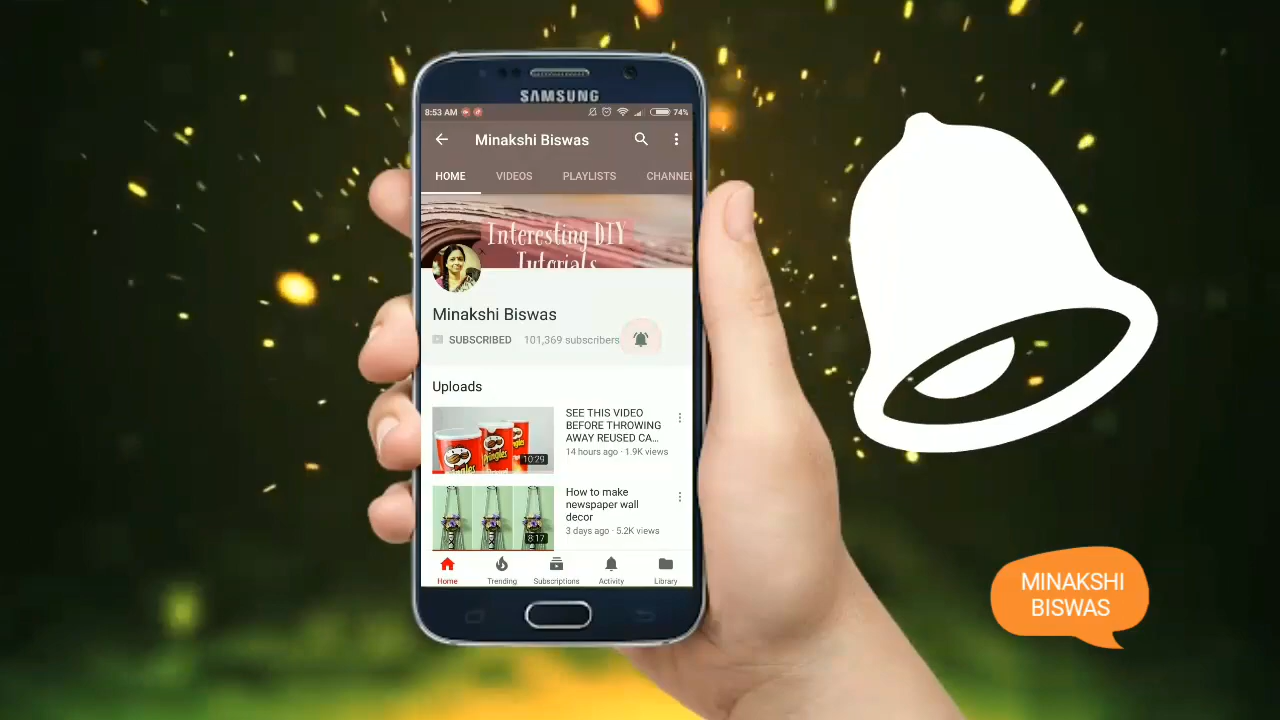 SAMSUNG
8:53 AM
74%
Minakshi Biswas
HOME VIDEOS PLAYLISTS CHANNEL
Interesting DIY
Tutorials
Minakshi Biswas
SUBSCRIBED 101,369 subscribers
Uploads
SEE THIS VIDEO
BEFORE THROWING
AWAY REUSED CA...
14 hours ago · 1.9K views
Pringles
Pringles
10:29
How to make
newspaper wall
decor
3 days ago · 5.2K views
8:17
Home Trending Subscriptions Activity Library
MINAKSHI
BISWAS